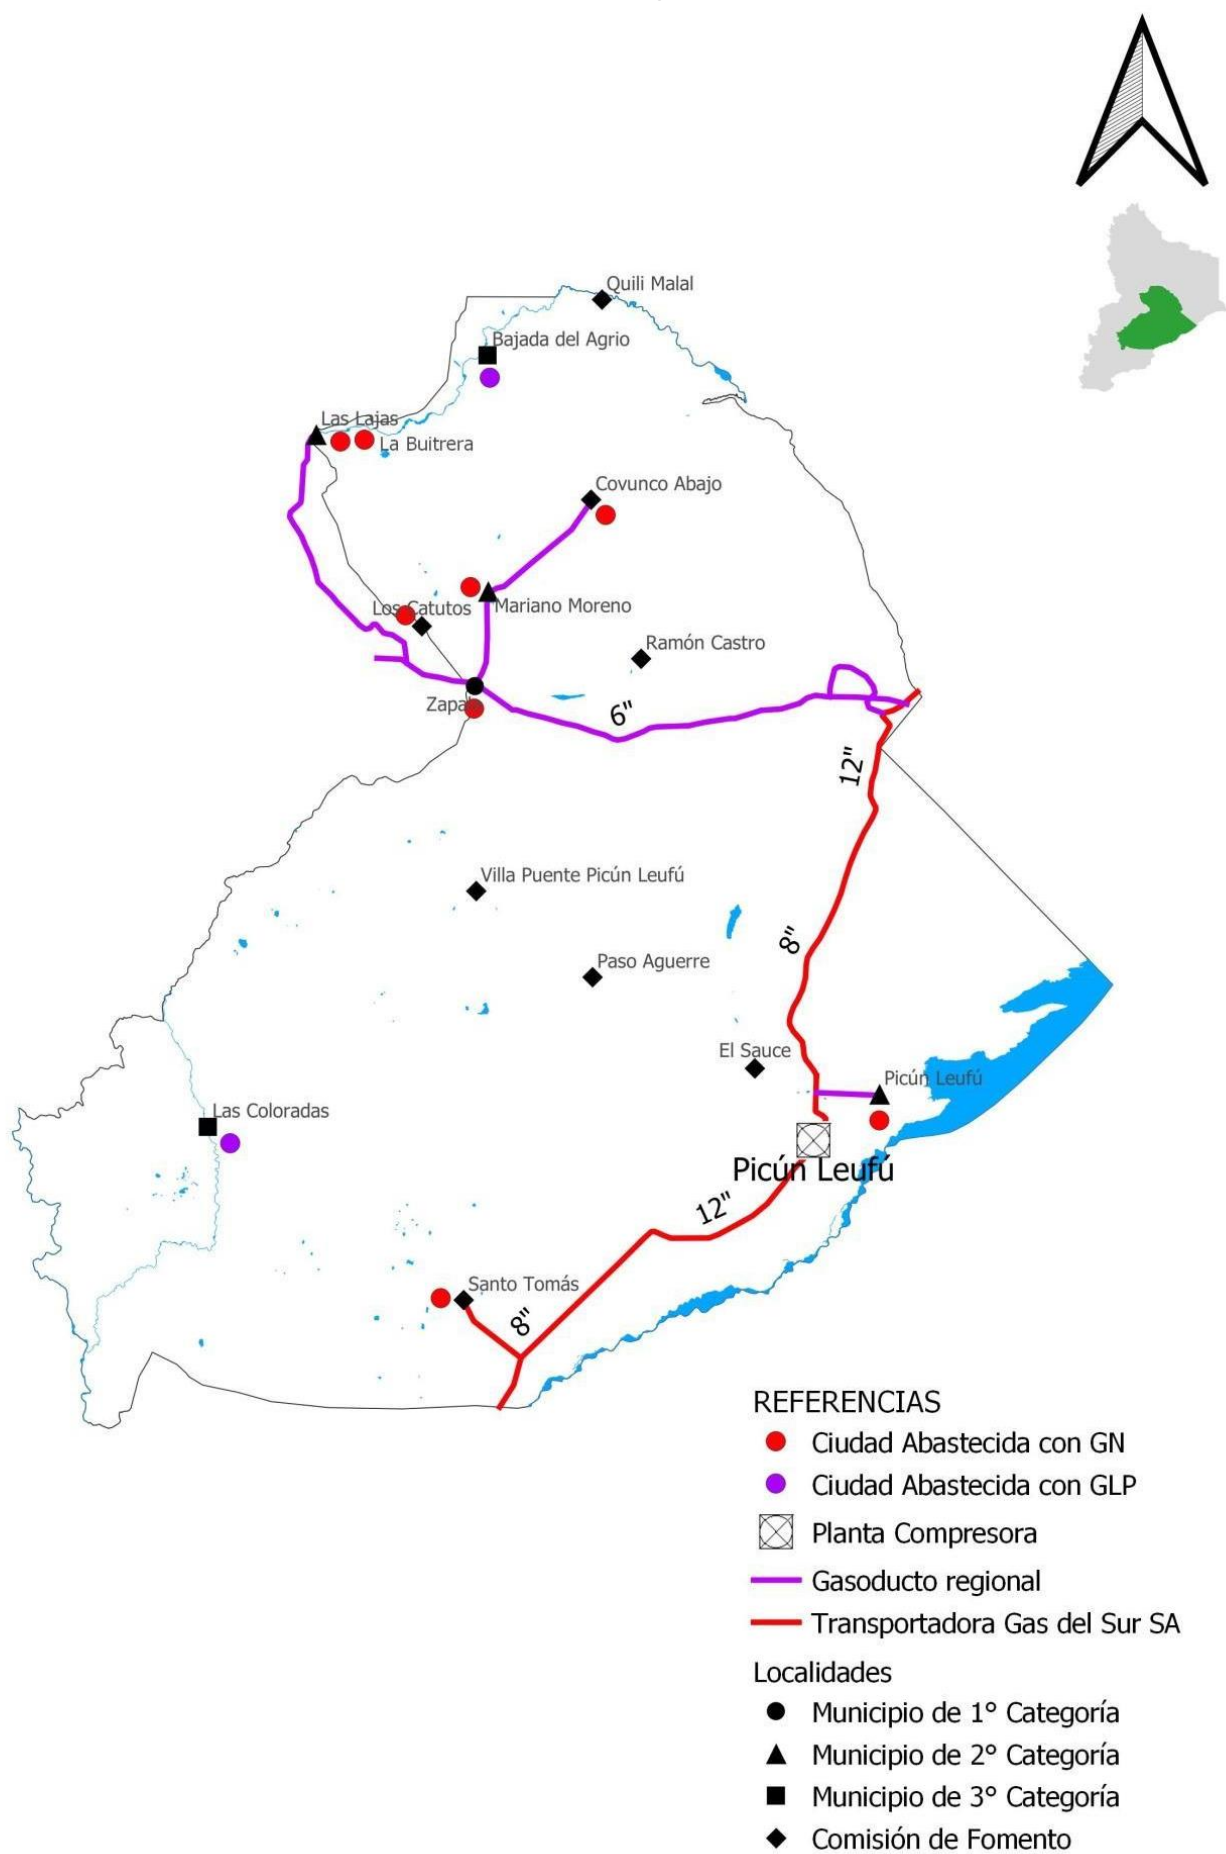 Quili Malal
Bajada del Agrio
Las Lajas
La Buitrera
Covunco Abajo
Los Catutos
Mariano Moreno
Ramón Castro
Zapala
6"
12"
Villa Puente Picún Leufú
8"
Paso Aguerre
El Sauce
Picún Leufú
Las Coloradas
Picún Leufú
12"
Santo Tomás
8"
REFERENCIAS
Ciudad Abastecida con GN
Ciudad Abastecida con GLP
Planta Compresora
Gasoducto regional
Transportadora Gas del Sur SA
Localidades
Municipio de 1° Categoría
Municipio de 2° Categoría
Municipio de 3° Categoría
Comisión de Fomento